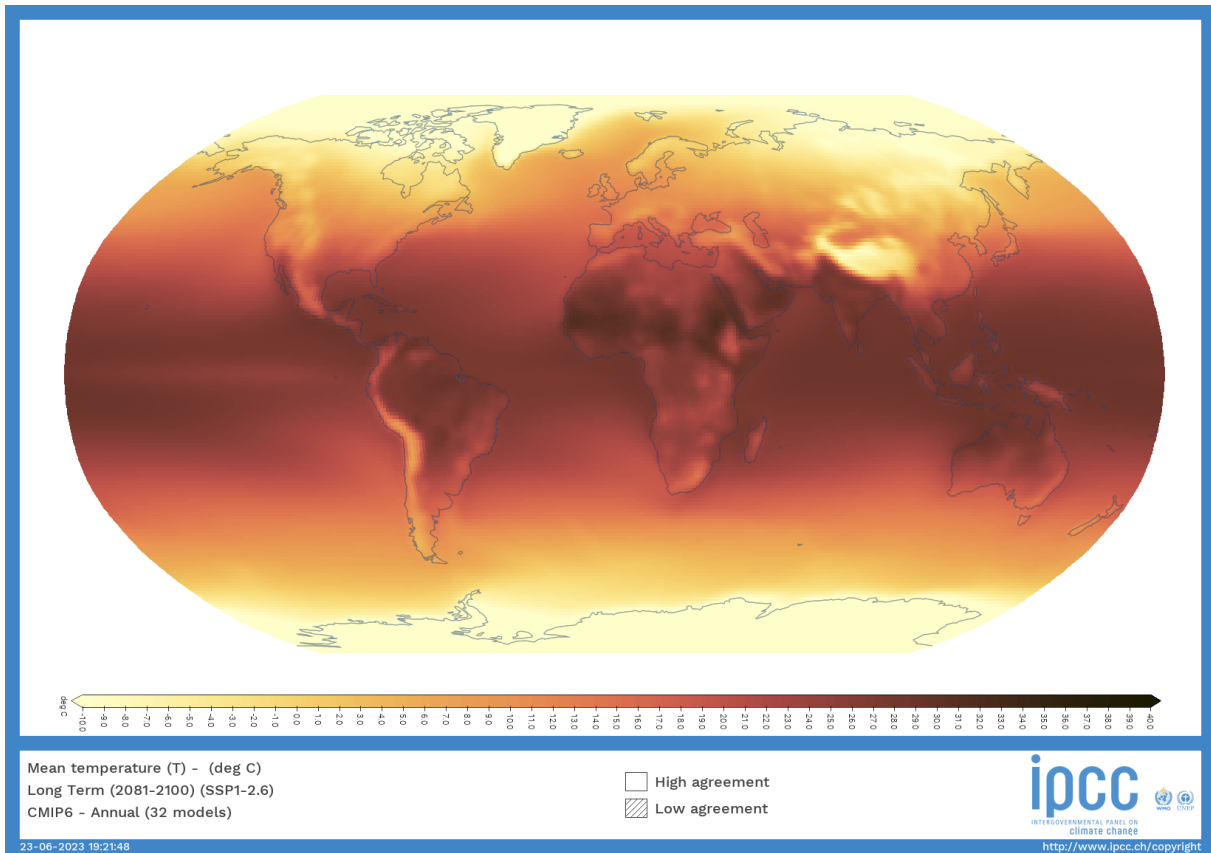 deg C
-10.0 -9.0 -8.0 -7.0 -6.0 -5.0 -4.0 -3.0 -2.0 -1.0 0.0 1.0 2.0 3.0 4.0 5.0 6.0 7.0 8.0 9.0 10.0 11.0 12.0 13.0 14.0 15.0 16.0 17.0 18.0 19.0 20.0 21.0 22.0 23.0 24.0 25.0 26.0 27.0 28.0 29.0 30.0 31.0 32.0 33.0 34.0 35.0 36.0 37.0 38.0 39.0 40.0
Mean temperature (T) - (deg C)
Long Term (2081-2100) (SSP1-2.6)
CMIP6 - Annual (32 models)
High agreement
Low agreement
ipcc
INTERGOVERNMENTAL PANEL ON
climate change
WMO UNEP
23-06-2023 19:21:48
http://www.ipcc.ch/copyright